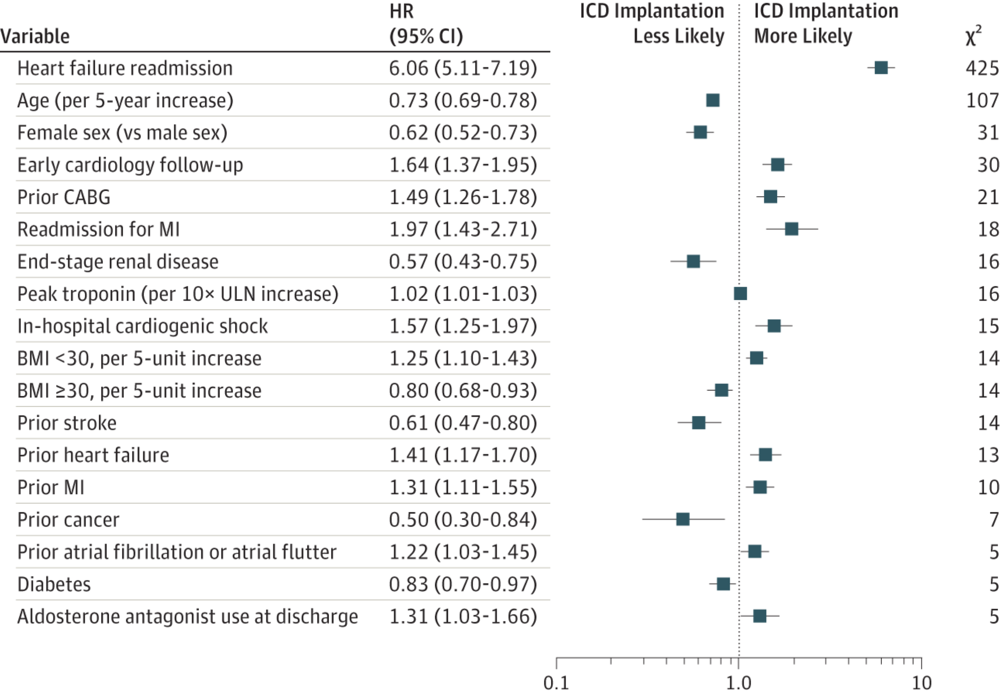 HR ICD Implantation ICD Implantation
Variable (95% CI) Less Likely More Likely χ²
Heart failure readmission 6.06 (5.11-7.19) 425
Age (per 5-year increase) 0.73 (0.69-0.78) 107
Female sex (vs male sex) 0.62 (0.52-0.73) 31
Early cardiology follow-up 1.64 (1.37-1.95) 30
Prior CABG 1.49 (1.26-1.78) 21
Readmission for MI 1.97 (1.43-2.71) 18
End-stage renal disease 0.57 (0.43-0.75) 16
Peak troponin (per 10× ULN increase) 1.02 (1.01-1.03) 16
In-hospital cardiogenic shock 1.57 (1.25-1.97) 15
BMI <30, per 5-unit increase 1.25 (1.10-1.43) 14
BMI ≥30, per 5-unit increase 0.80 (0.68-0.93) 14
Prior stroke 0.61 (0.47-0.80) 14
Prior heart failure 1.41 (1.17-1.70) 13
Prior MI 1.31 (1.11-1.55) 10
Prior cancer 0.50 (0.30-0.84) 7
Prior atrial fibrillation or atrial flutter 1.22 (1.03-1.45) 5
Diabetes 0.83 (0.70-0.97) 5
Aldosterone antagonist use at discharge 1.31 (1.03-1.66) 5
0.1 1.0 10